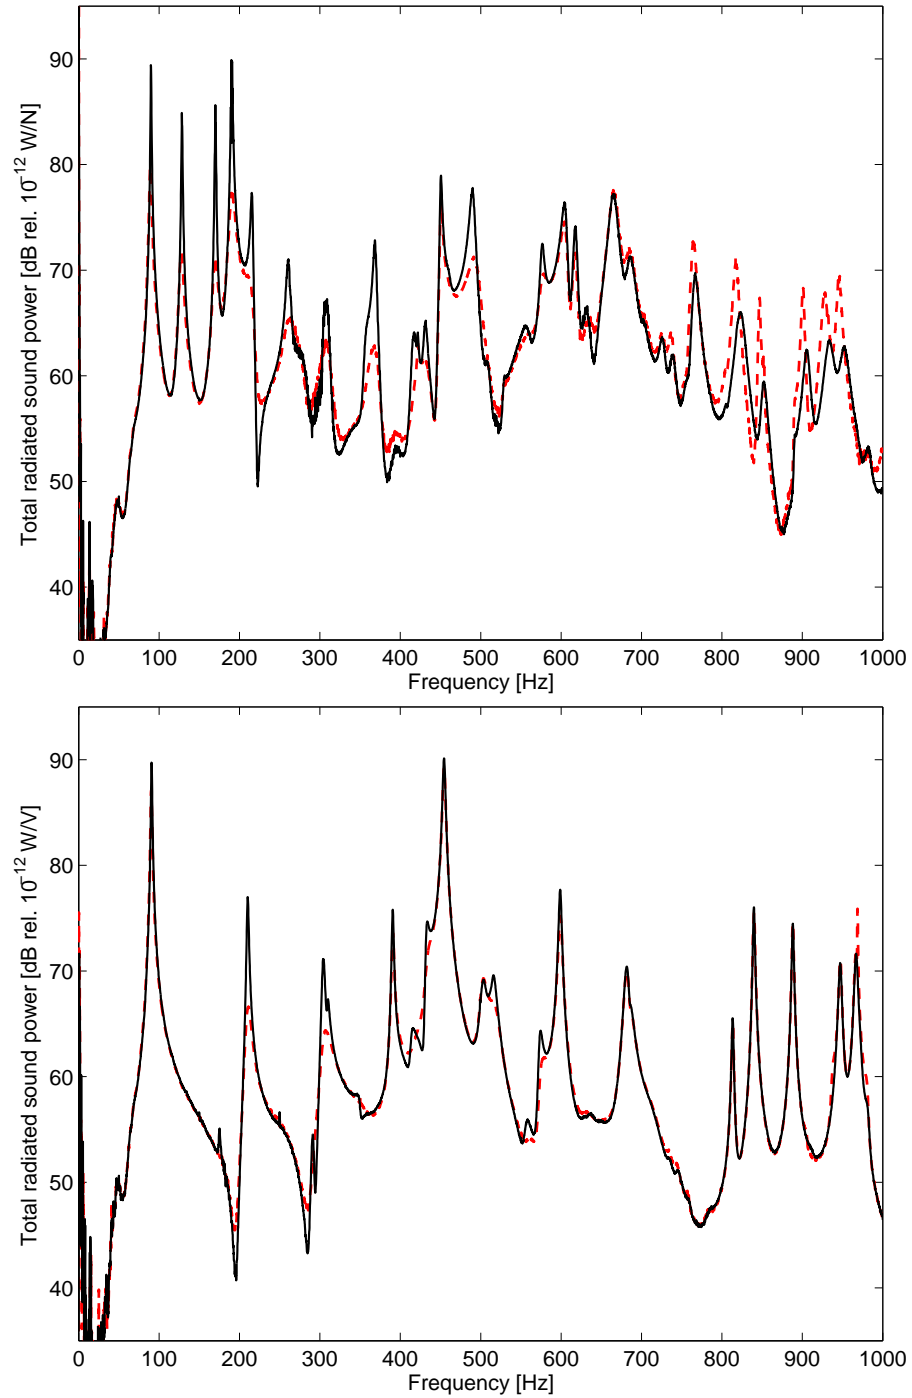 Total radiated sound power [dB rel. 10⁻¹² W/N]
90
80
70
60
50
40
0 100 200 300 400 500 600 700 800 900 1000
Frequency [Hz]
Total radiated sound power [dB rel. 10⁻¹² W/V]
90
80
70
60
50
40
0 100 200 300 400 500 600 700 800 900 1000
Frequency [Hz]